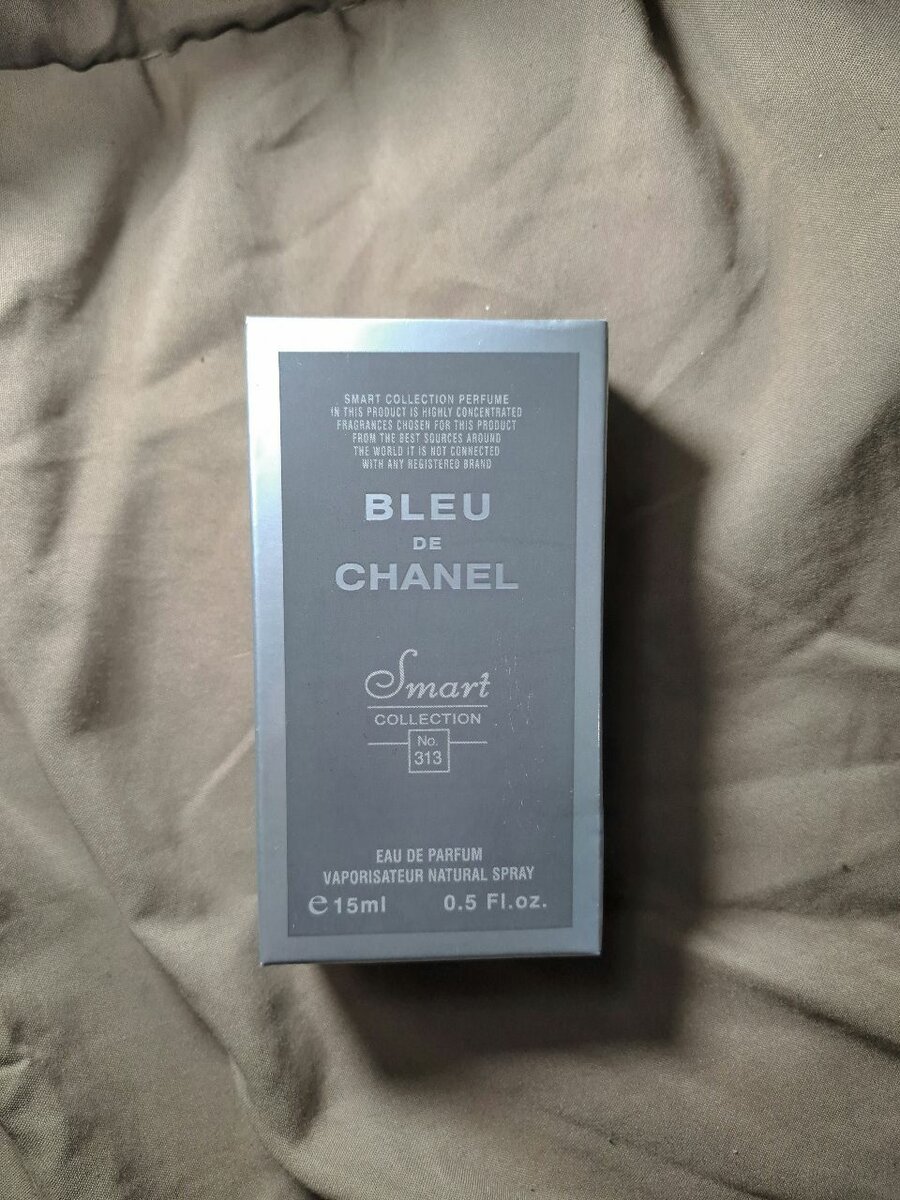 SMART COLLECTION PERFUME
IN THIS PRODUCT IS HIGHLY CONCENTRATED
FRAGRANCES CHOSEN FOR THIS PRODUCT
FROM THE BEST SOURCES AROUND
THE WORLD IT IS NOT CONNECTED
WITH ANY REGISTERED BRAND
BLEU
DE
CHANEL
Smart
COLLECTION
No.
313
EAU DE PARFUM
VAPORISATEUR NATURAL SPRAY
℮ 15ml 0.5 Fl.oz.